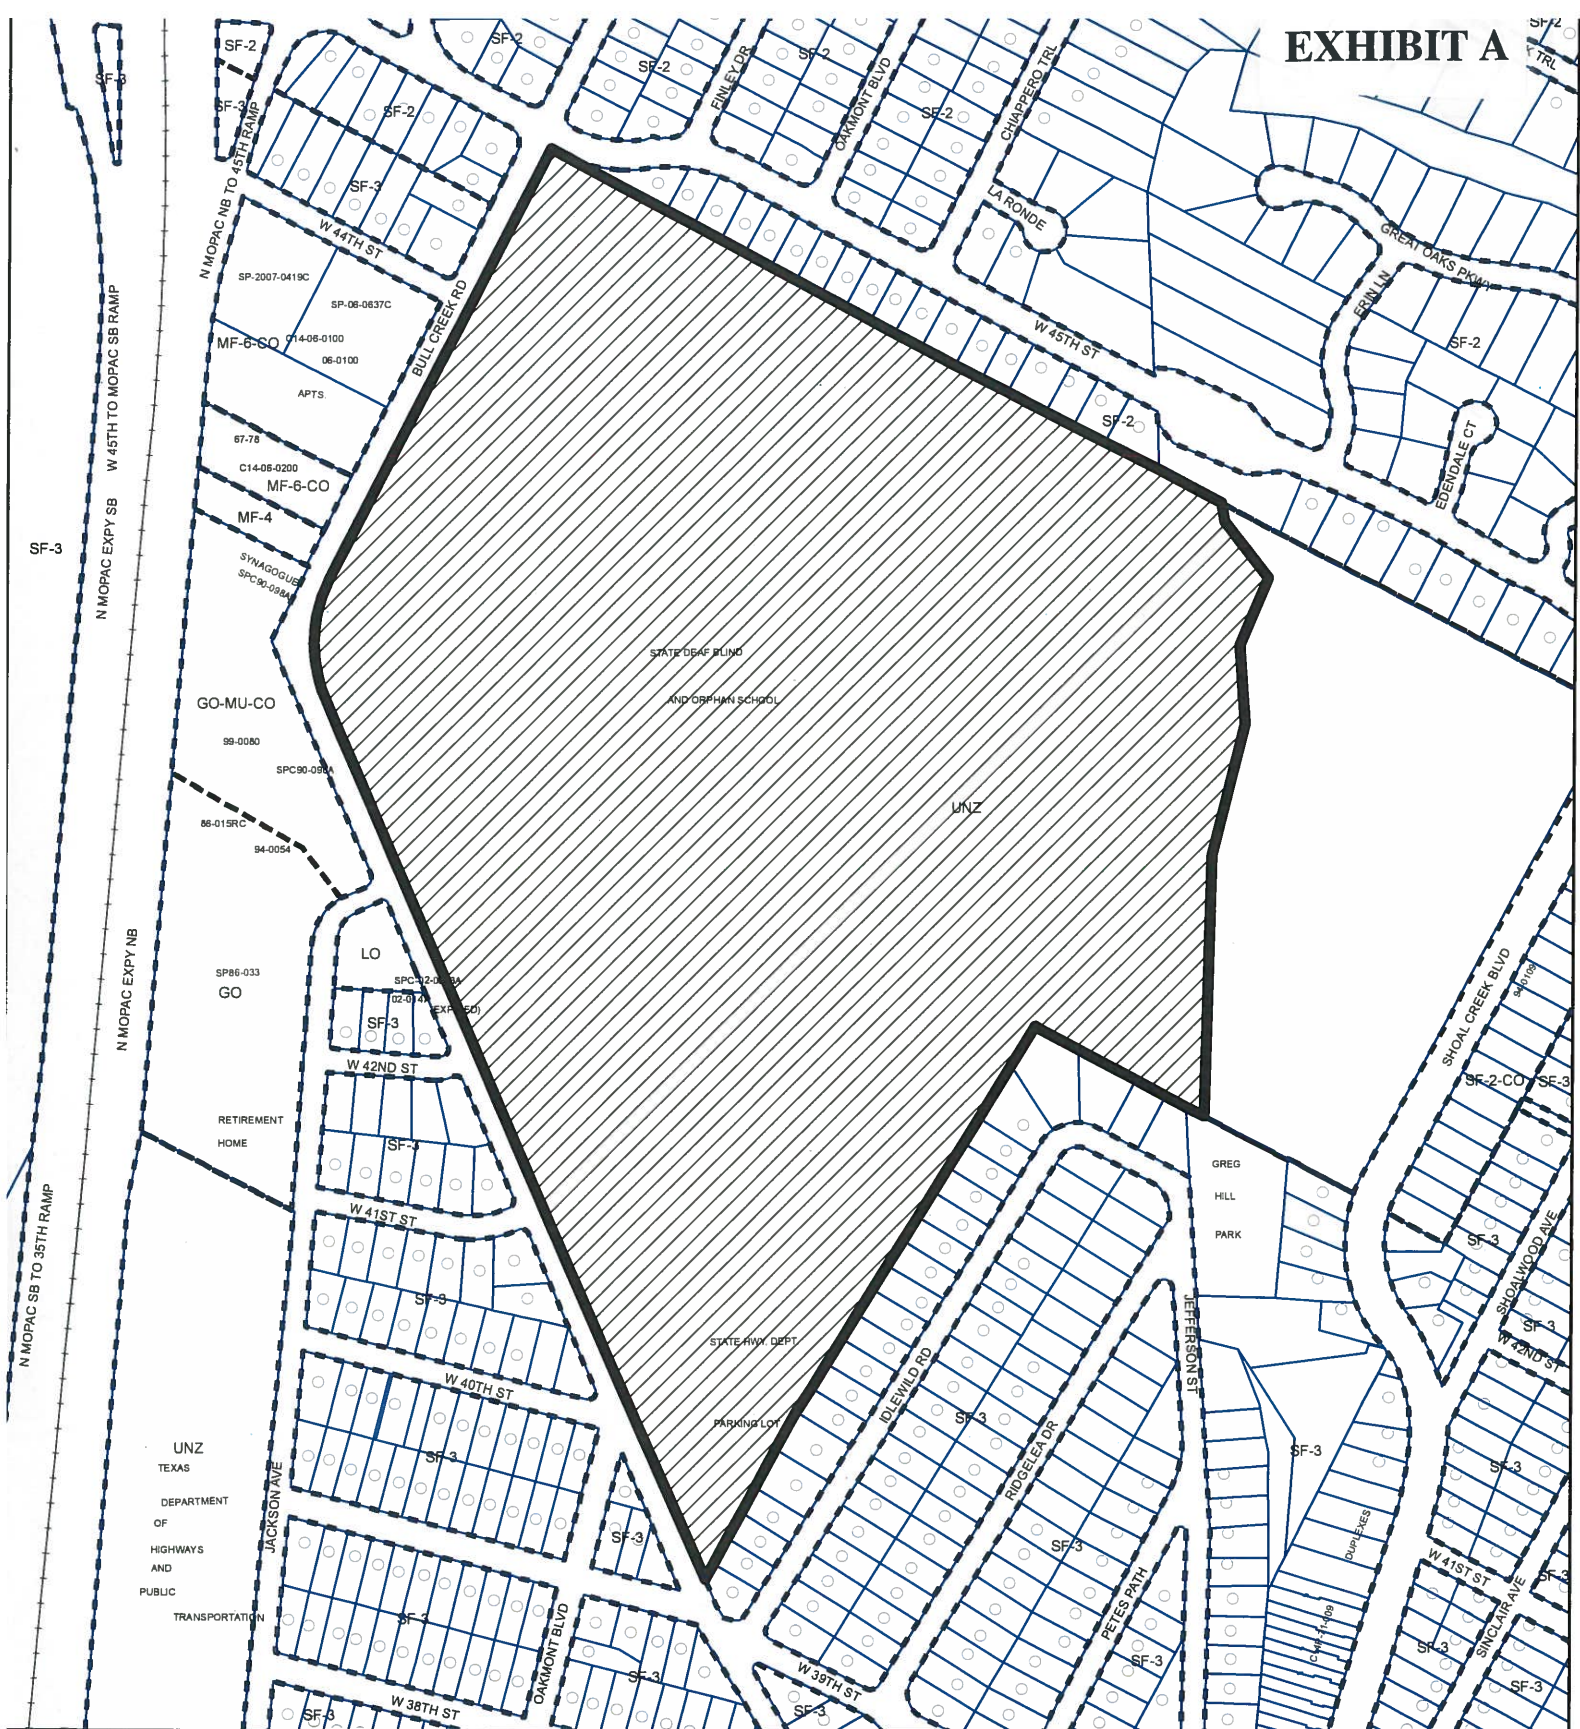 EXHIBIT A
SF-2
TRL
SF-3
SF-2
SF-3
SF-2
SF-3
SF-2
SF-2
SF-2
SF-2
FINLEY DR
OAKMONT BLVD
CHIAPPERO TRL
LA RONDE
N MOPAC NB TO 45TH RAMP
W 44TH ST
BULL CREEK RD
GREAT OAKS PKWY
ERIN LN
SF-2
W 45TH ST
SF-2
EDENDALE CT
SP-2007-0419C
SP-06-0637C
MF-6-CO
C14-06-0100
06-0100
APTS.
67-78
C14-06-0200
MF-6-CO
MF-4
SYNAGOGUE
SPC90-098A
W 45TH TO MOPAC SB RAMP
N MOPAC EXPY SB
SF-3
STATE DEAF BLIND
AND ORPHAN SCHOOL
UNZ
GO-MU-CO
99-0080
SPC90-098A
86-015RC
94-0054
LO
SP86-033
GO
N MOPAC EXPY NB
SF-3
W 42ND ST
RETIREMENT
HOME
SF-3
W 41ST ST
SF-3
W 40TH ST
SF-3
N MOPAC SB TO 35TH RAMP
STATE HWY. DEPT
PARKING LOT
SHOAL CREEK BLVD
94-0109
SF-2-CO
SF-3
GREG
HILL
PARK
SF-3
SHOALWOOD AVE
SF-3
W 42ND ST
JEFFERSON ST
IDLEWILD RD
SF-3
RIDGELEA DR
SF-3
SF-3
SF-3
DUPLEXES
W 41ST ST
SF-3
SINCLAIR AVE
SF-3
SF-3
PETES PATH
SF-3
UNZ
TEXAS
DEPARTMENT
OF
HIGHWAYS
AND
PUBLIC
TRANSPORTATION
JACKSON AVE
SF-3
SF-3
OAKMONT BLVD
SF-3
W 39TH ST
SF-3
W 38TH ST
SF-3